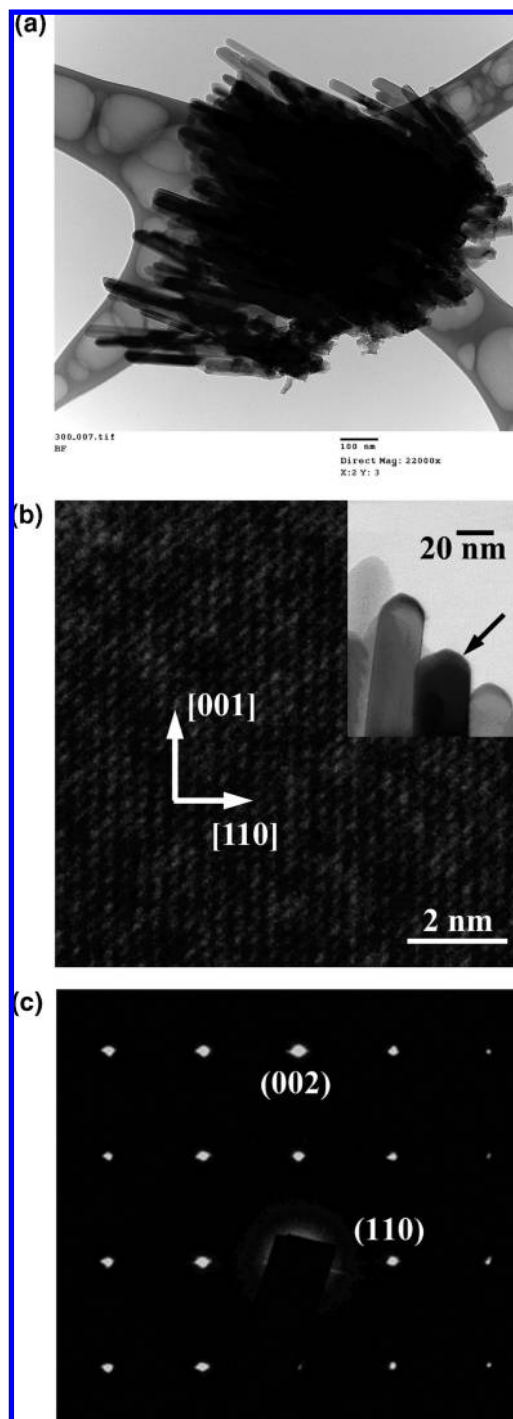 (a)
300_007.tif
BF
100 nm
Direct Mag: 22000x
X:2 Y: 3
(b)
20 nm
[001]
[110]
2 nm
(c)
(002)
(110)